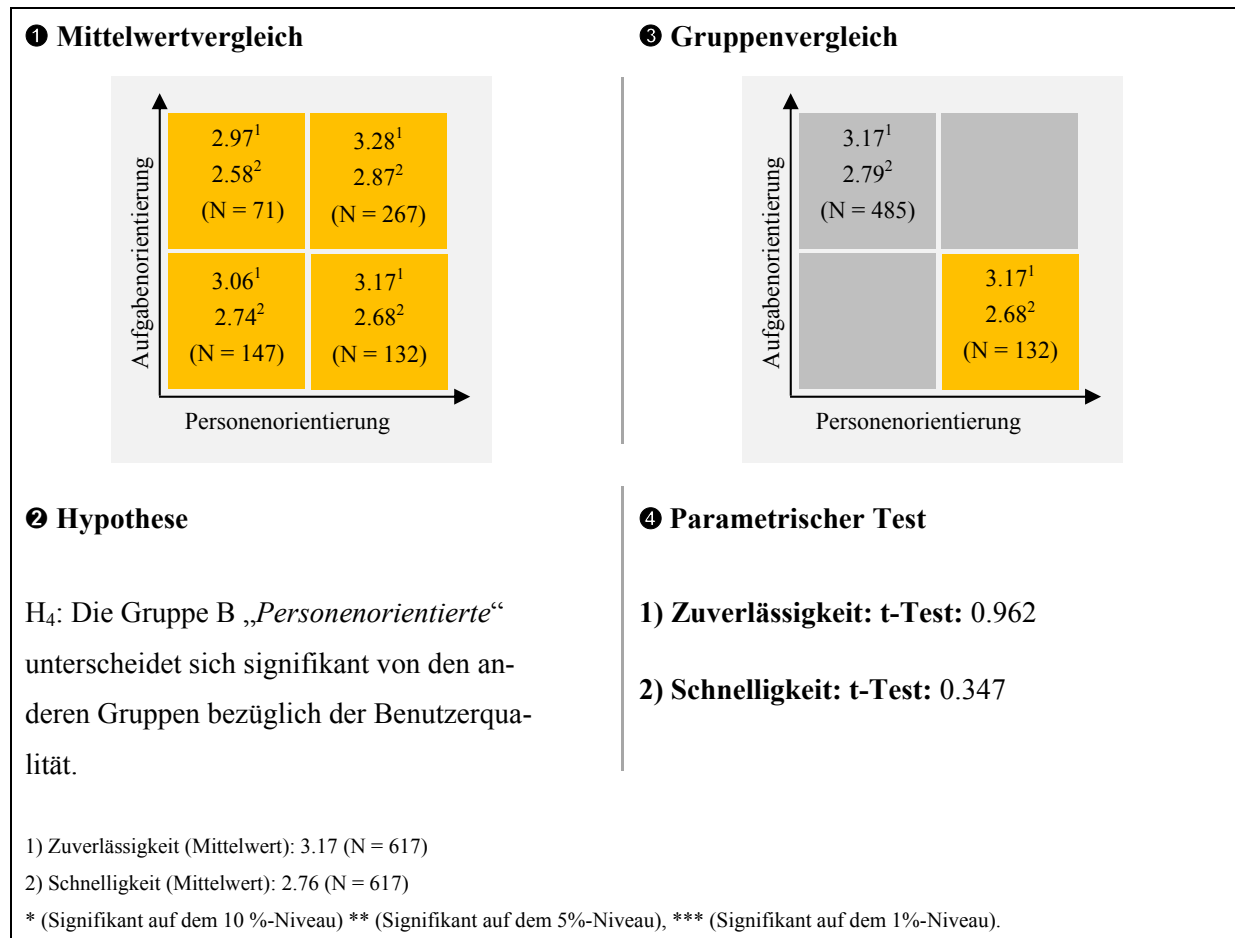 ❶ Mittelwertvergleich
Aufgabenorientierung
2.97¹
2.58²
(N = 71)
3.28¹
2.87²
(N = 267)
3.06¹
2.74²
(N = 147)
3.17¹
2.68²
(N = 132)
Personenorientierung
❷ Hypothese
H₄: Die Gruppe B „Personenorientierte“
unterscheidet sich signifikant von den an-
deren Gruppen bezüglich der Benutzerqua-
lität.
❸ Gruppenvergleich
Aufgabenorientierung
3.17¹
2.79²
(N = 485)
3.17¹
2.68²
(N = 132)
Personenorientierung
❹ Parametrischer Test
1) Zuverlässigkeit: t-Test: 0.962
2) Schnelligkeit: t-Test: 0.347
1) Zuverlässigkeit (Mittelwert): 3.17 (N = 617)
2) Schnelligkeit (Mittelwert): 2.76 (N = 617)
* (Signifikant auf dem 10 %-Niveau) ** (Signifikant auf dem 5%-Niveau), *** (Signifikant auf dem 1%-Niveau).